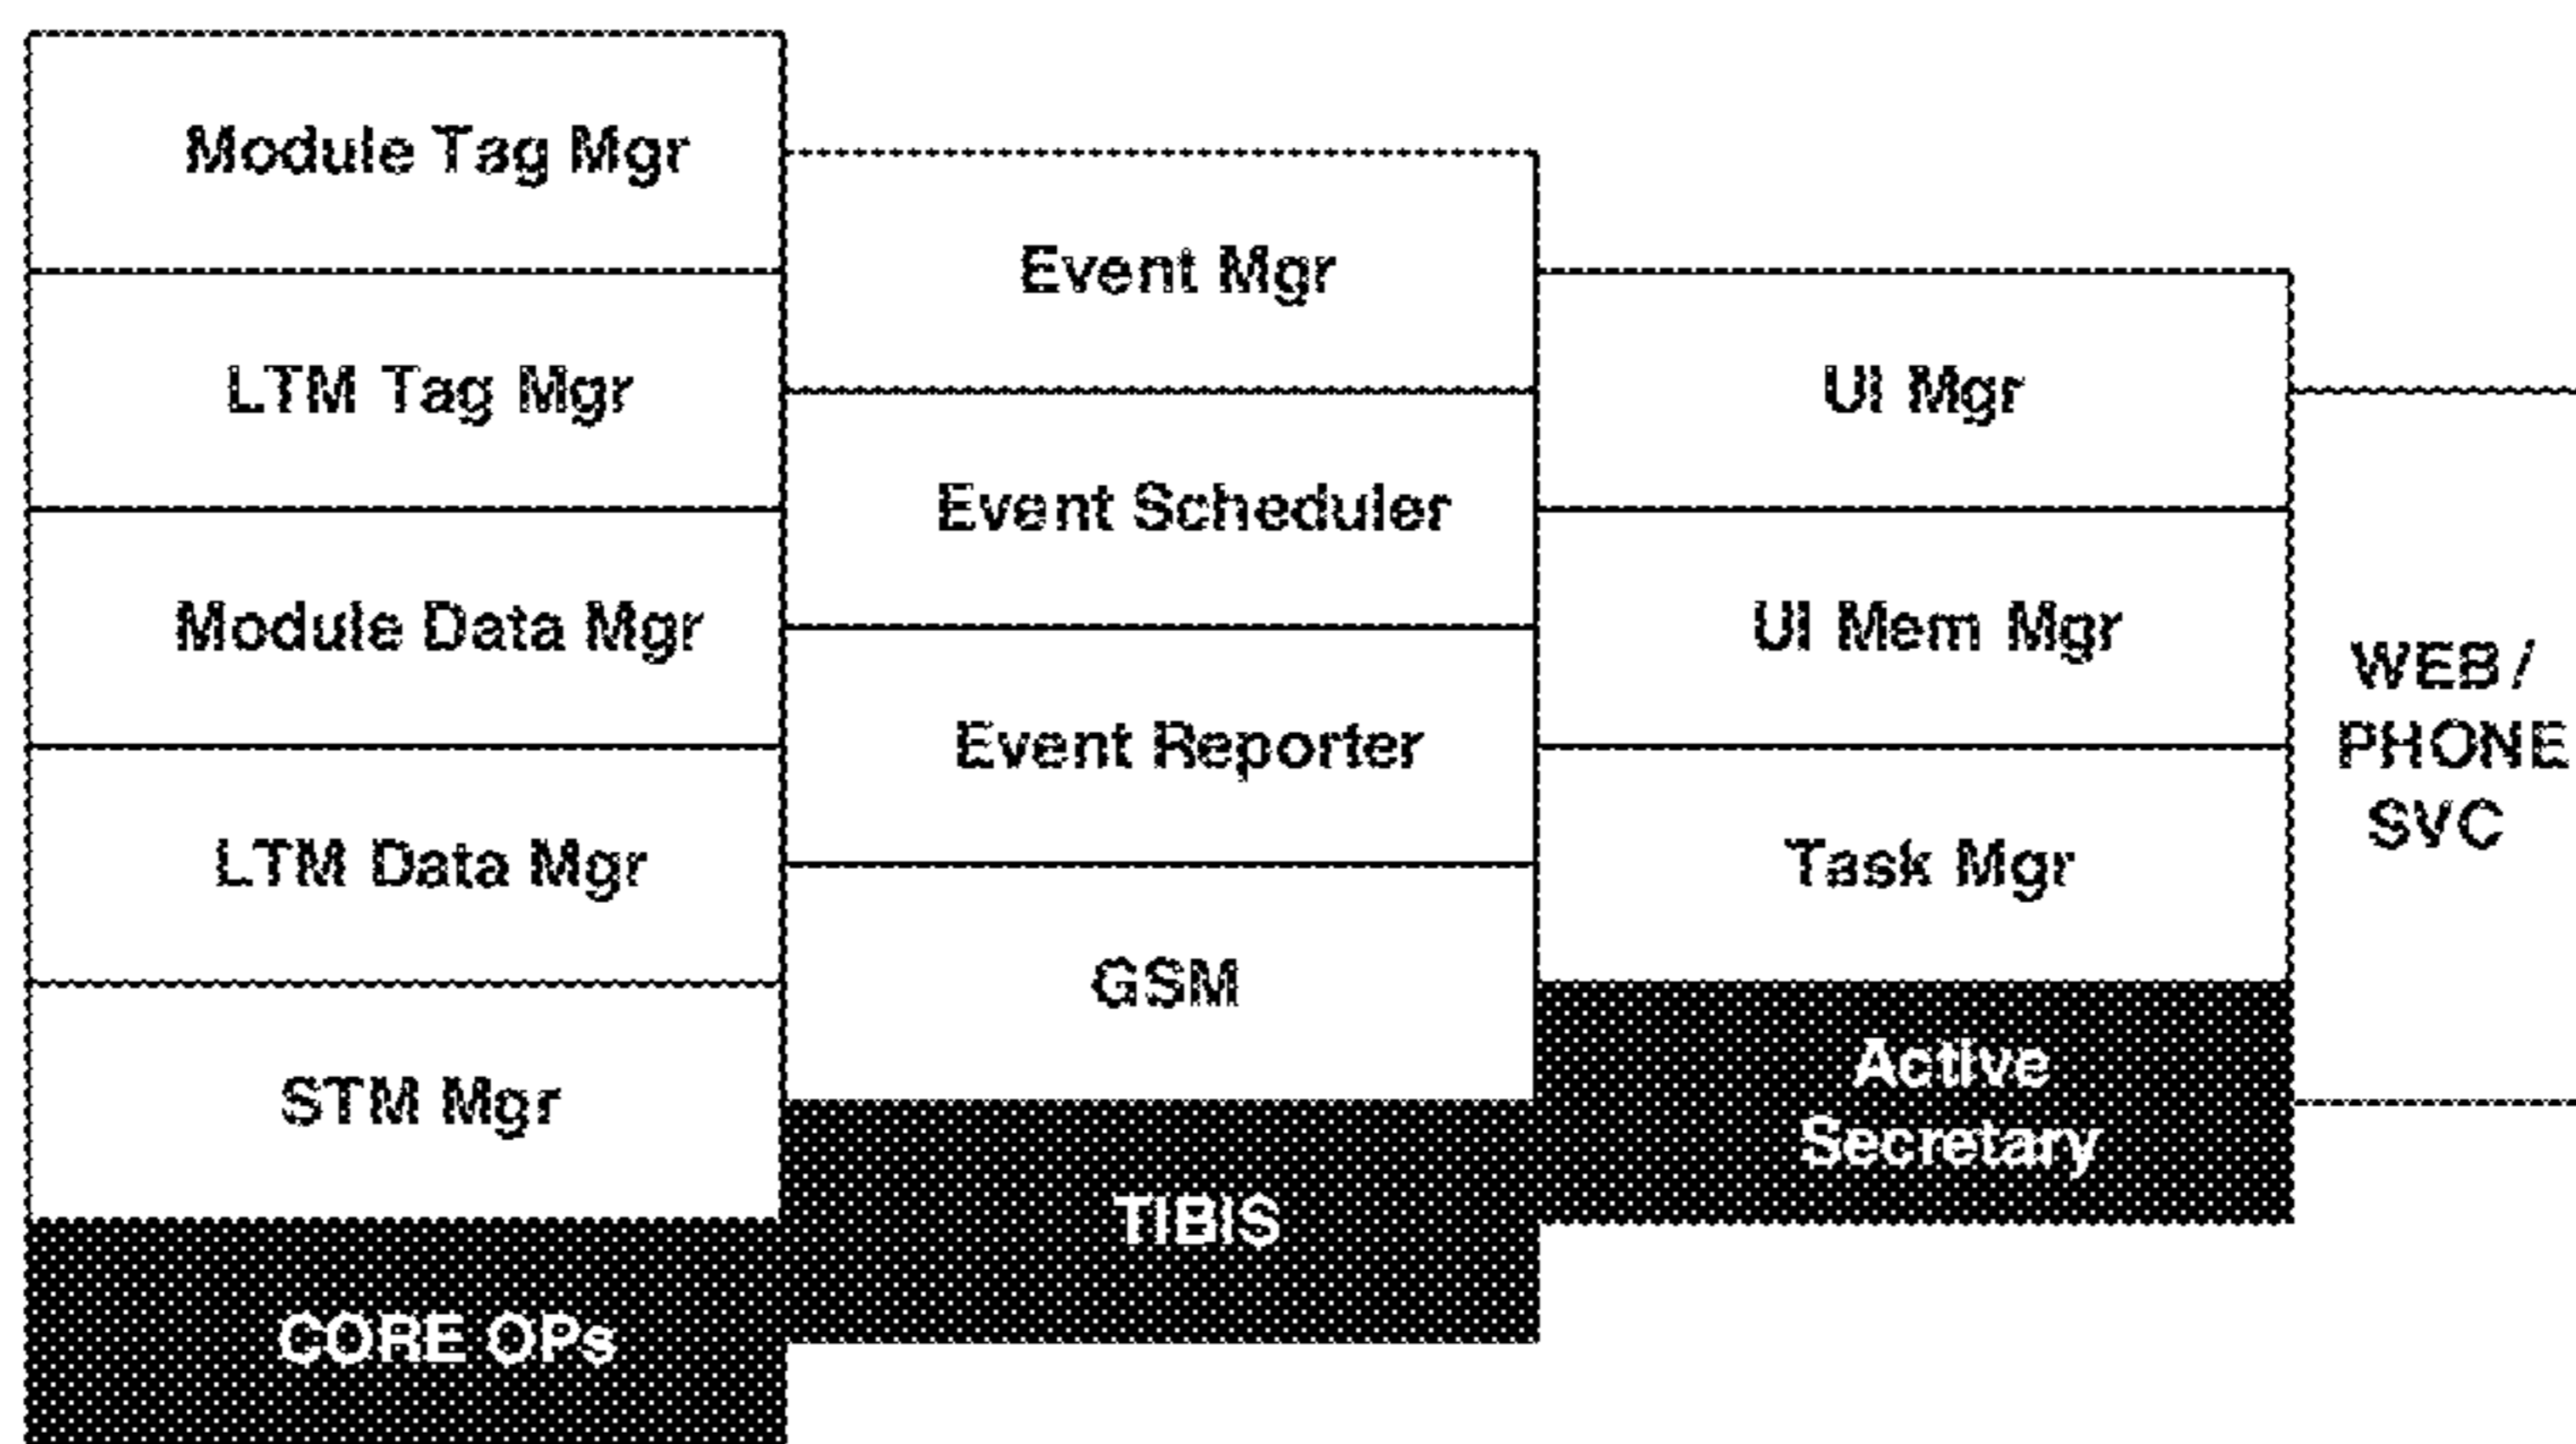 Module Tag Mgr
LTM Tag Mgr
Module Data Mgr
LTM Data Mgr
STM Mgr
CORE OPs
Event Mgr
Event Scheduler
Event Reporter
GSM
TIBIS
UI Mgr
UI Mem Mgr
Task Mgr
Active
Secretary
WEB /
PHONE
SVC